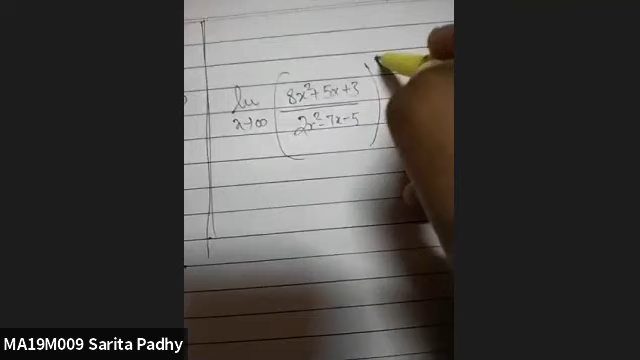 lim x→∞ (8x²+5x+3 / 2x²-7x-5)
MA19M009 Sarita Padhy